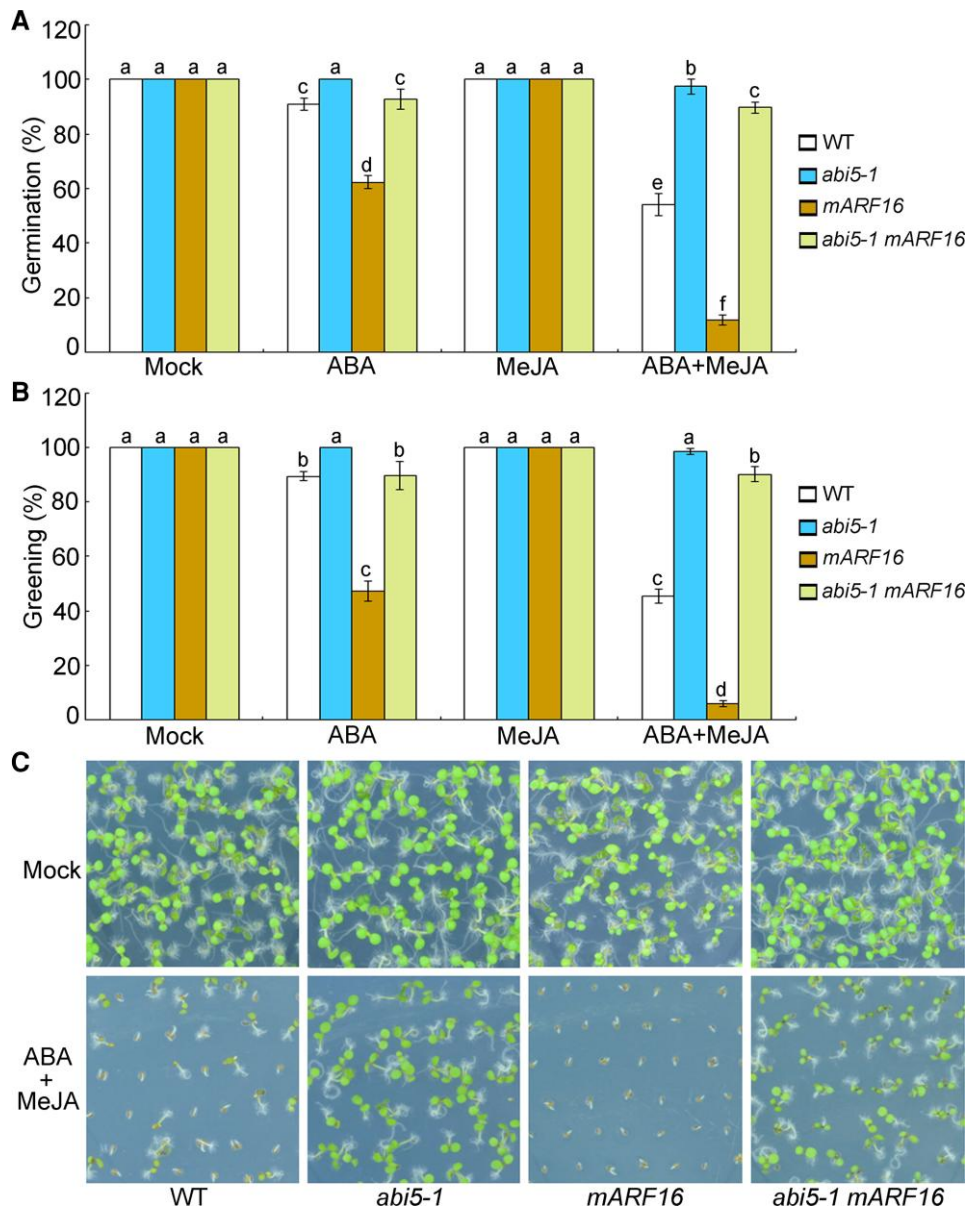 A
120
100
80
60
40
20
0
Germination (%)
a a a a
c a d c
a a a a
e b f c
Mock ABA MeJA ABA+MeJA
WT
abi5-1
mARF16
abi5-1 mARF16
B
120
100
80
60
40
20
0
Greening (%)
a a a a
b a c b
a a a a
c a d b
Mock ABA MeJA ABA+MeJA
WT
abi5-1
mARF16
abi5-1 mARF16
C
Mock
ABA
+
MeJA
WT abi5-1 mARF16 abi5-1 mARF16